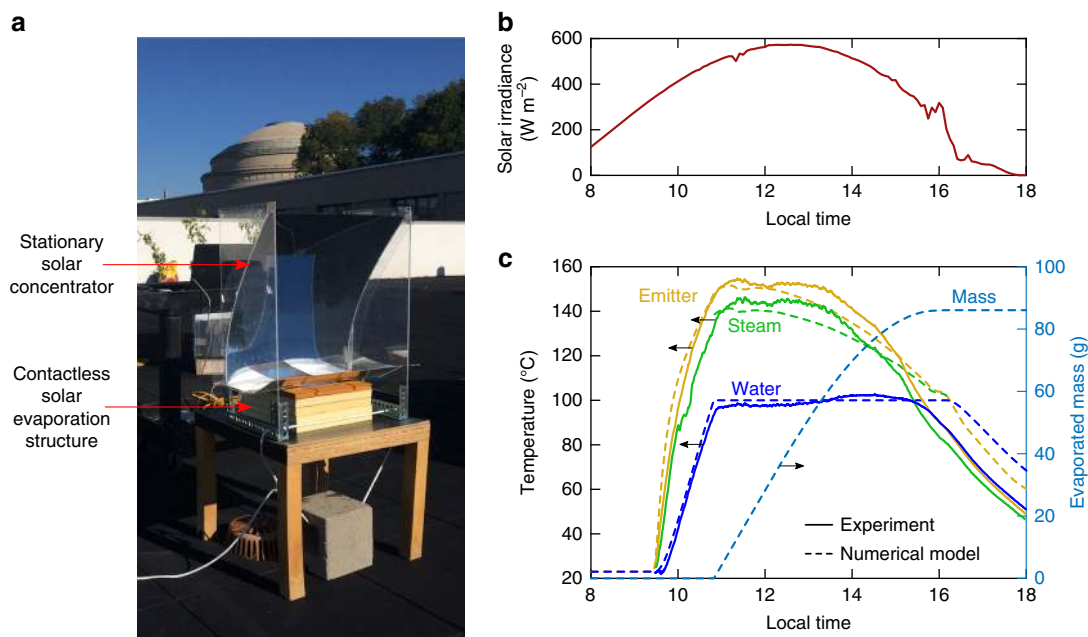 a
Stationary
solar
concentrator
Contactless
solar
evaporation
structure
b
Solar irradiance
(W m−2)
600
400
200
0
8 10 12 14 16 18
Local time
c
Temperature (°C)
160
140
120
100
80
60
40
20
Emitter
Steam
Water
Mass
Experiment
Numerical model
100
80
60
40
20
0
Evaporated mass (g)
8 10 12 14 16 18
Local time